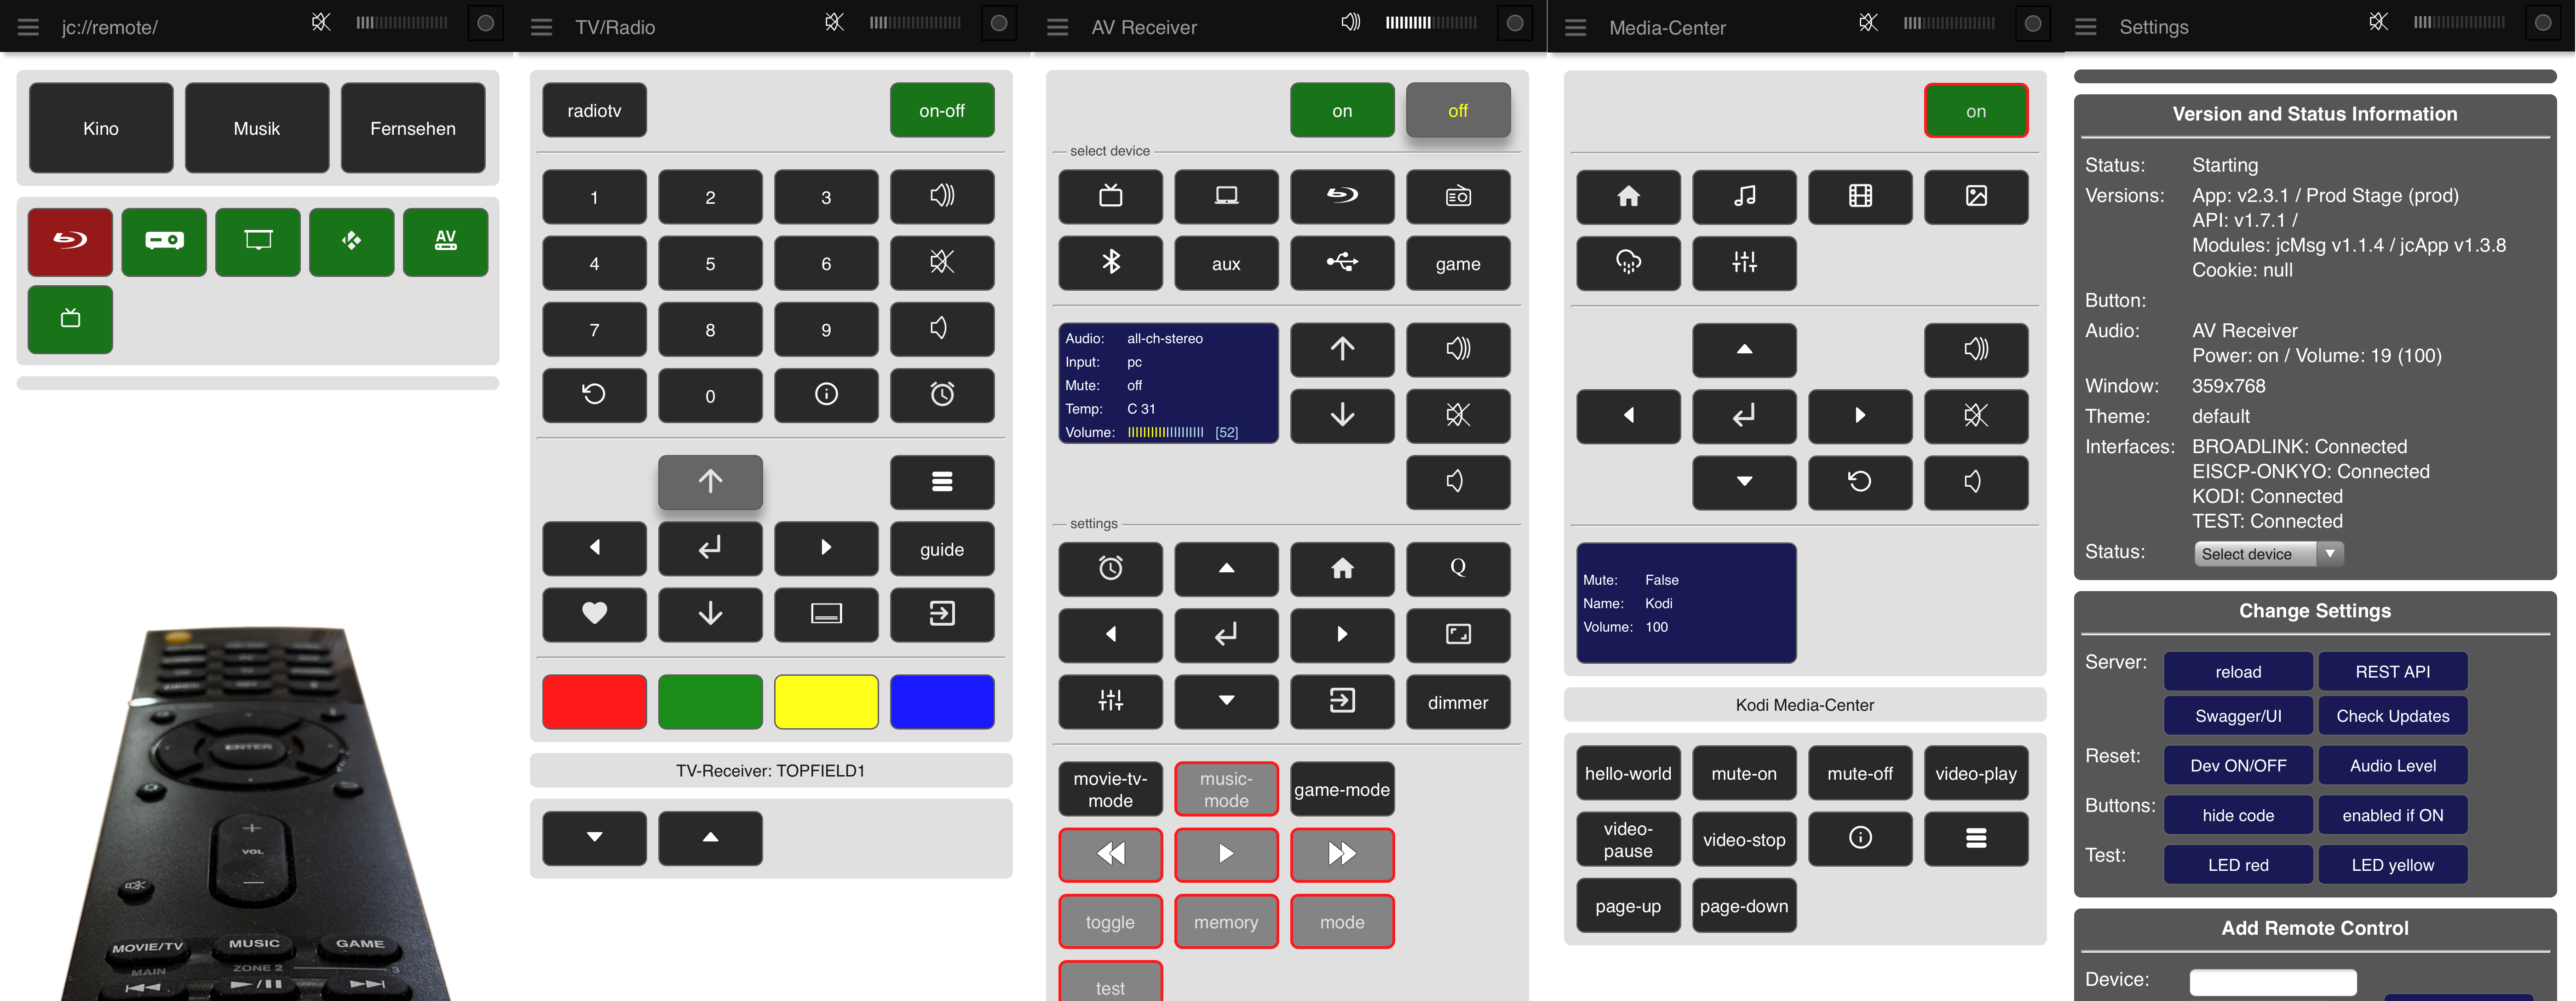 jc://remote/
Kino
Musik
Fernsehen
AV
ENTER
+
VOL
—
MOVIE/TV
MUSIC
GAME
MAIN
ZONE 2
3
TV/Radio
radiotv
on-off
1
2
3
4
5
6
7
8
9
0
guide
TV-Receiver: TOPFIELD1
AV Receiver
on
off
select device
aux
game
Audio: all-ch-stereo
Input: pc
Mute: off
Temp: C 31
Volume: [52]
settings
Q
dimmer
movie-tv-
mode
music-
mode
game-mode
toggle
memory
mode
test
Media-Center
on
Mute: False
Name: Kodi
Volume: 100
Kodi Media-Center
hello-world
mute-on
mute-off
video-play
video-
pause
video-stop
page-up
page-down
Settings
Version and Status Information
Status: Starting
Versions: App: v2.3.1 / Prod Stage (prod)
API: v1.7.1 /
Modules: jcMsg v1.1.4 / jcApp v1.3.8
Cookie: null
Button:
Audio: AV Receiver
Power: on / Volume: 19 (100)
Window: 359x768
Theme: default
Interfaces: BROADLINK: Connected
EISCP-ONKYO: Connected
KODI: Connected
TEST: Connected
Status: Select device
Change Settings
Server: reload REST API
Swagger/UI Check Updates
Reset: Dev ON/OFF Audio Level
Buttons: hide code enabled if ON
Test: LED red LED yellow
Add Remote Control
Device: